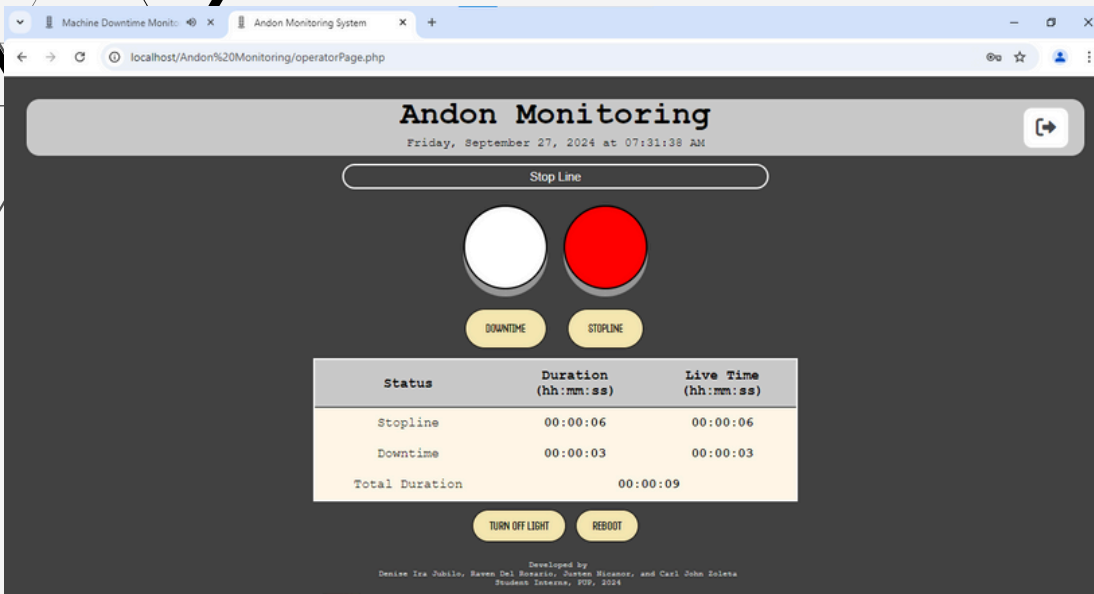 Machine Downtime Monito
Andon Monitoring System
localhost/Andon%20Monitoring/operatorPage.php
Andon Monitoring
Friday, September 27, 2024 at 07:31:38 AM
Stop Line
DOWNTIME STOPLINE
Status Duration (hh:mm:ss) Live Time (hh:mm:ss)
Stopline 00:00:06 00:00:06
Downtime 00:00:03 00:00:03
Total Duration 00:00:09
TURN OFF LIGHT REBOOT
Developed by
Denise Ira Jubilo, Raven Del Rosario, Justen Nicanor, and Carl John Zoleta
Student Interns, PUP, 2024